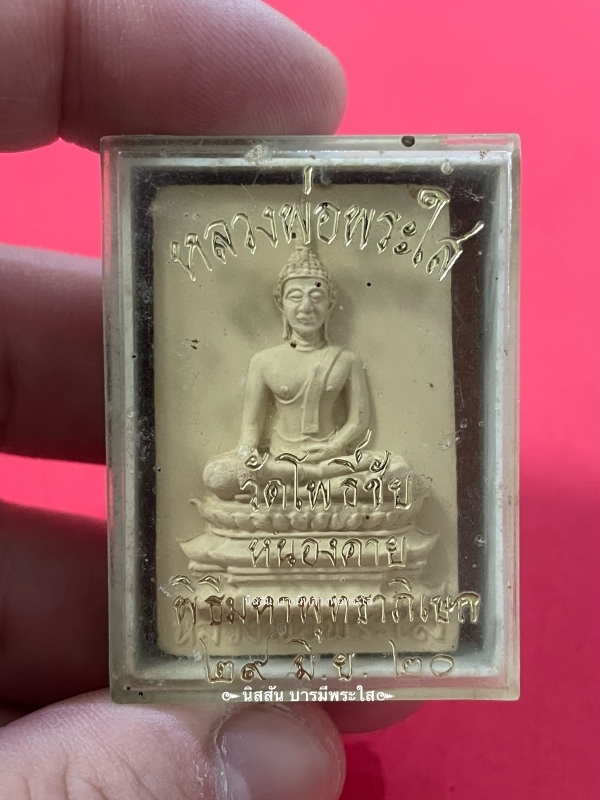 หลวงพ่อพระใส
วัดโพธิ์ชัย
หนองคาย
พิธีมหาพุทธาภิเษก
๒๙ มิ.ย. ๒๐
นิสสัน บารมีพระใส